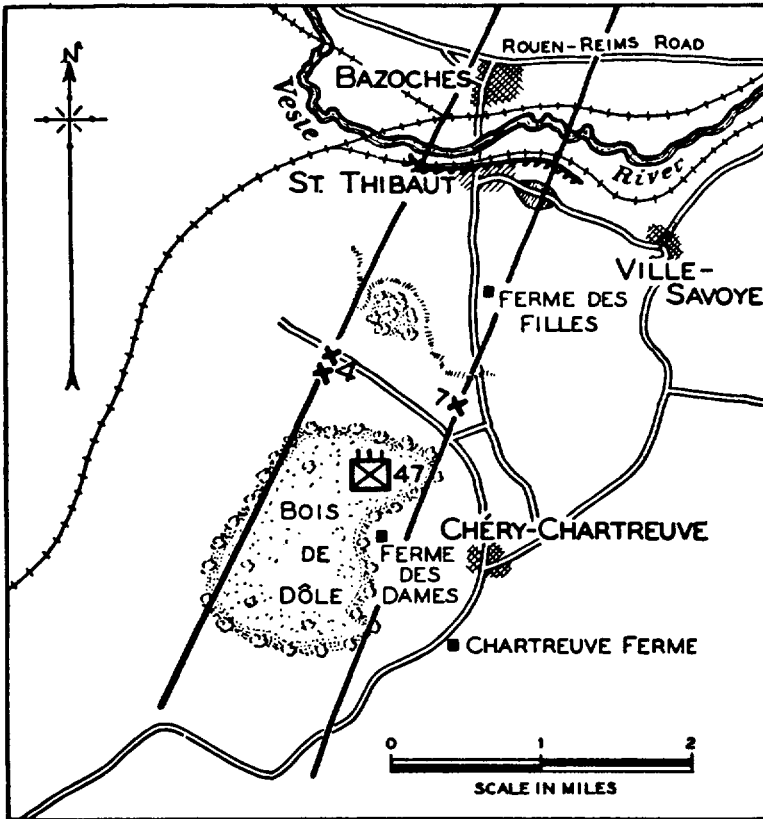 N
ROUEN-REIMS ROAD
BAZOCHES
Vesle
River
ST. THIBAUT
VILLE-
SAVOYE
FERME DES
FILLES
4
7
47
BOIS
DE
DÔLE
CHÉRY-CHARTREUVE
FERME
DES
DAMES
CHARTREUVE FERME
0 1 2
SCALE IN MILES